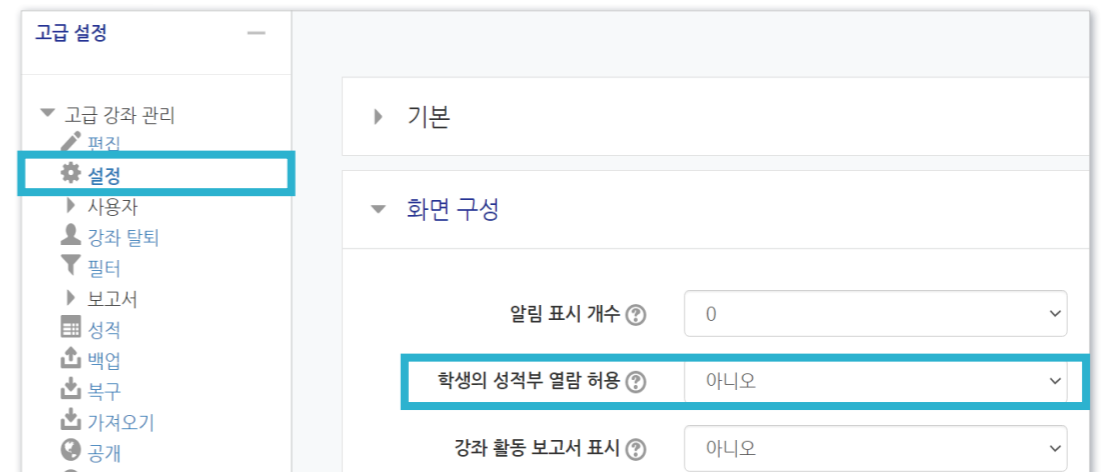 고급 설정
고급 강좌 관리
편집
설정
사용자
강좌 탈퇴
필터
보고서
성적
백업
복구
가져오기
공개
기본
화면 구성
알림 표시 개수 ?
0
학생의 성적부 열람 허용 ?
아니오
강좌 활동 보고서 표시 ?
아니오